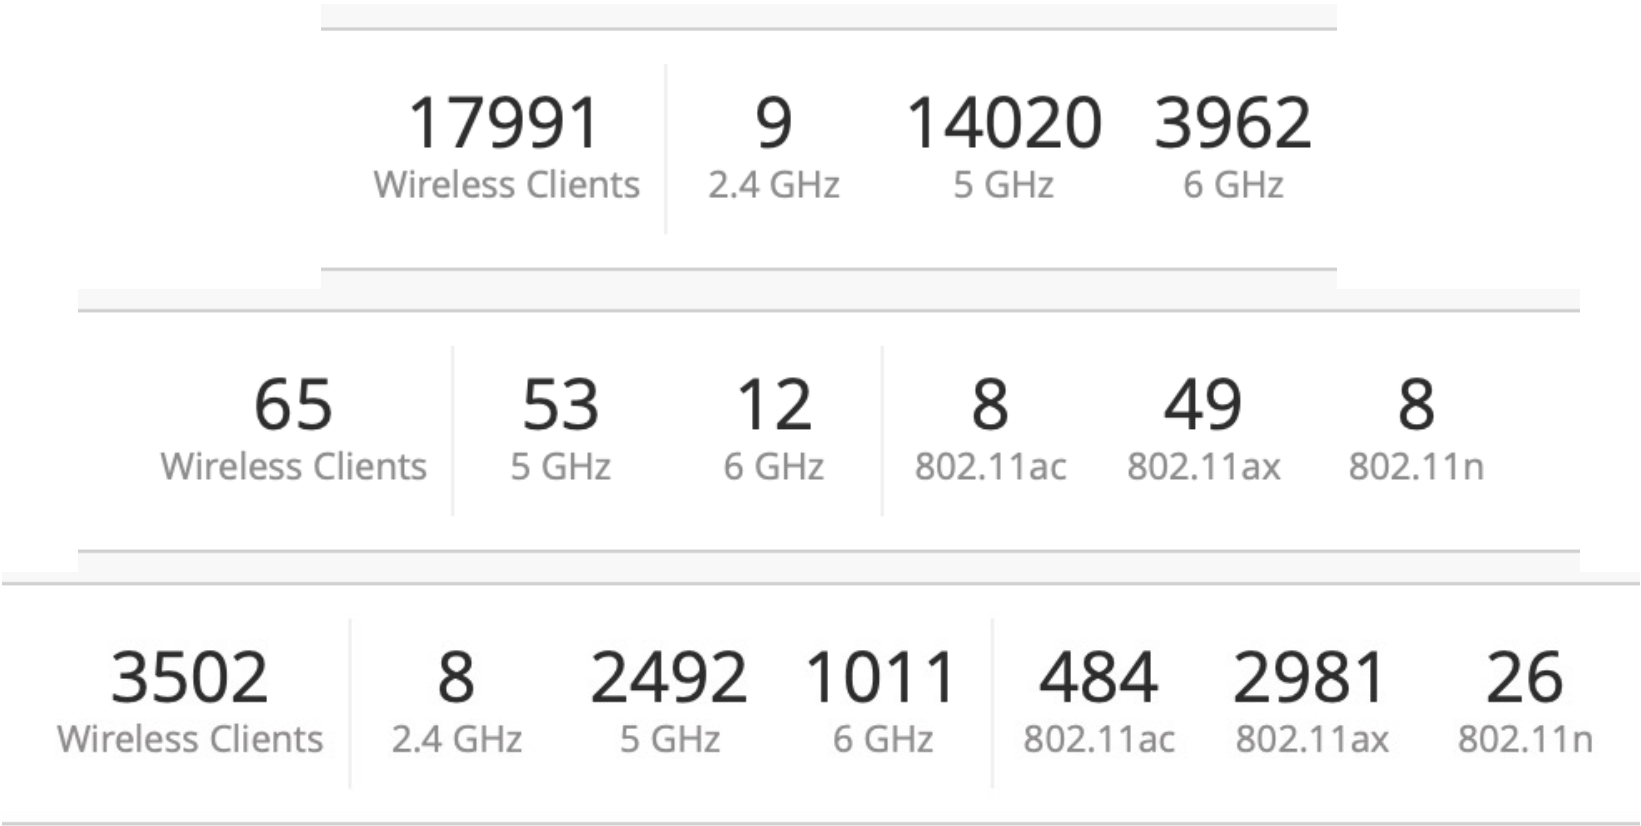 17991 9 14020 3962
Wireless Clients 2.4 GHz 5 GHz 6 GHz
65 53 12 8 49 8
Wireless Clients 5 GHz 6 GHz 802.11ac 802.11ax 802.11n
3502 8 2492 1011 484 2981 26
Wireless Clients 2.4 GHz 5 GHz 6 GHz 802.11ac 802.11ax 802.11n